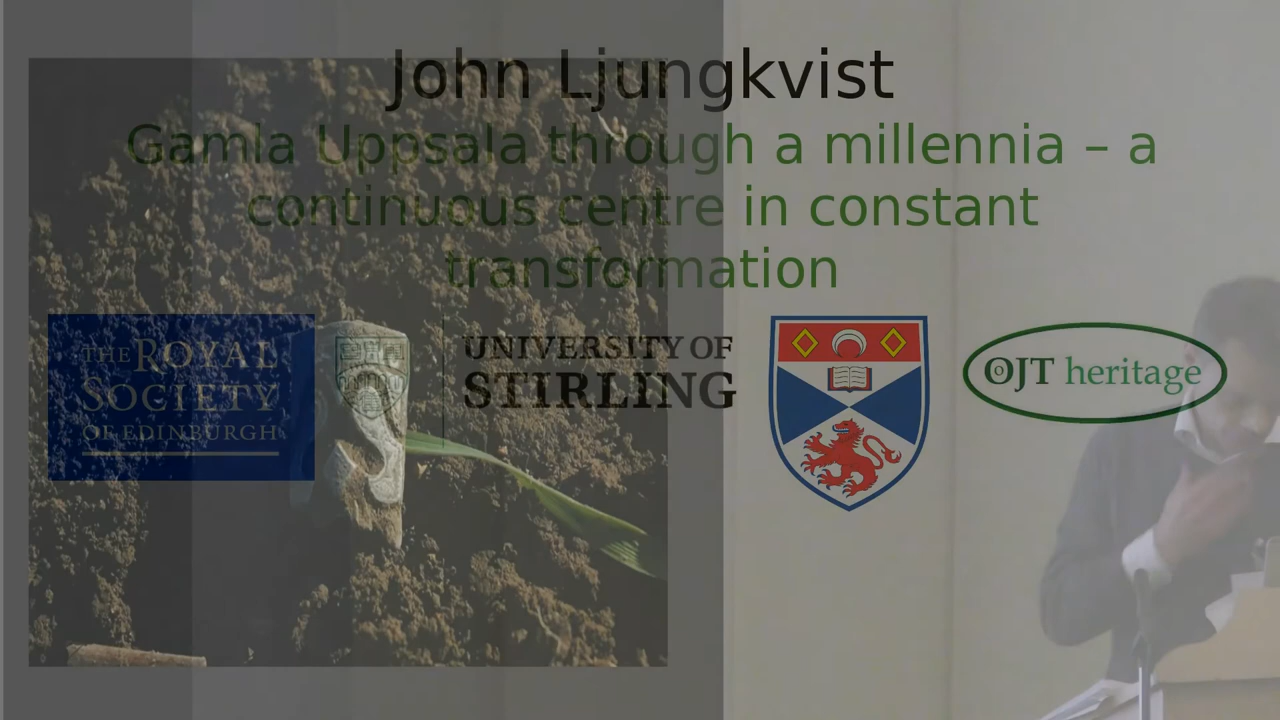 John Ljungkvist
Gamla Uppsala through a millennia – a
continuous centre in constant
transformation
THE ROYAL
SOCIETY
OF EDINBURGH
UNIVERSITY OF
STIRLING
OJT heritage